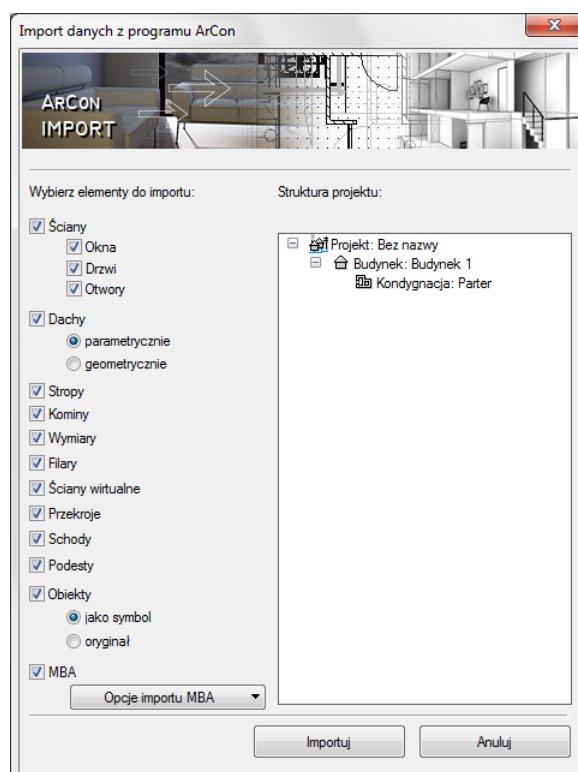 Import danych z programu ArCon
ARCON
IMPORT
Wybierz elementy do importu:
Struktura projektu:
Ściany
Okna
Drzwi
Otwory
Dachy
parametrycznie
geometrycznie
Stropy
Kominy
Wymiary
Filary
Ściany wirtualne
Przekroje
Schody
Podesty
Obiekty
jako symbol
oryginał
MBA
Opcje importu MBA
Projekt: Bez nazwy
Budynek: Budynek 1
Kondygnacja: Parter
Importuj
Anuluj